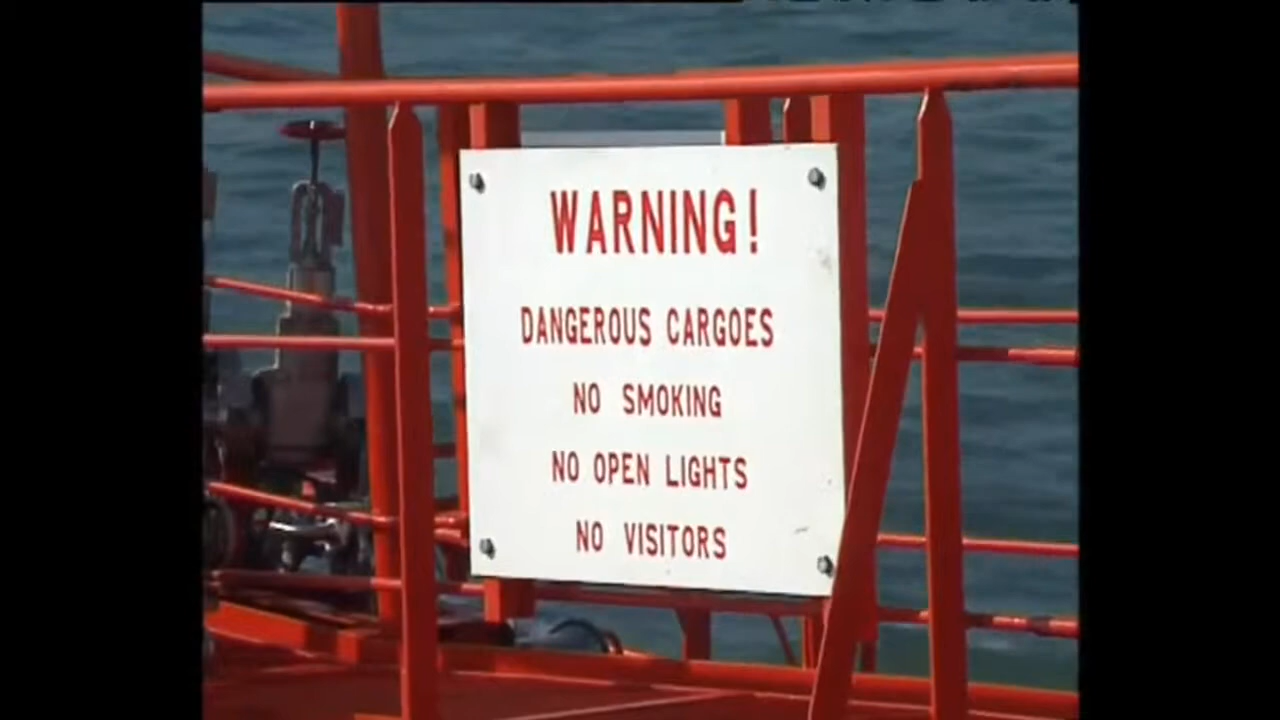 WARNING!
DANGEROUS CARGOES
NO SMOKING
NO OPEN LIGHTS
NO VISITORS